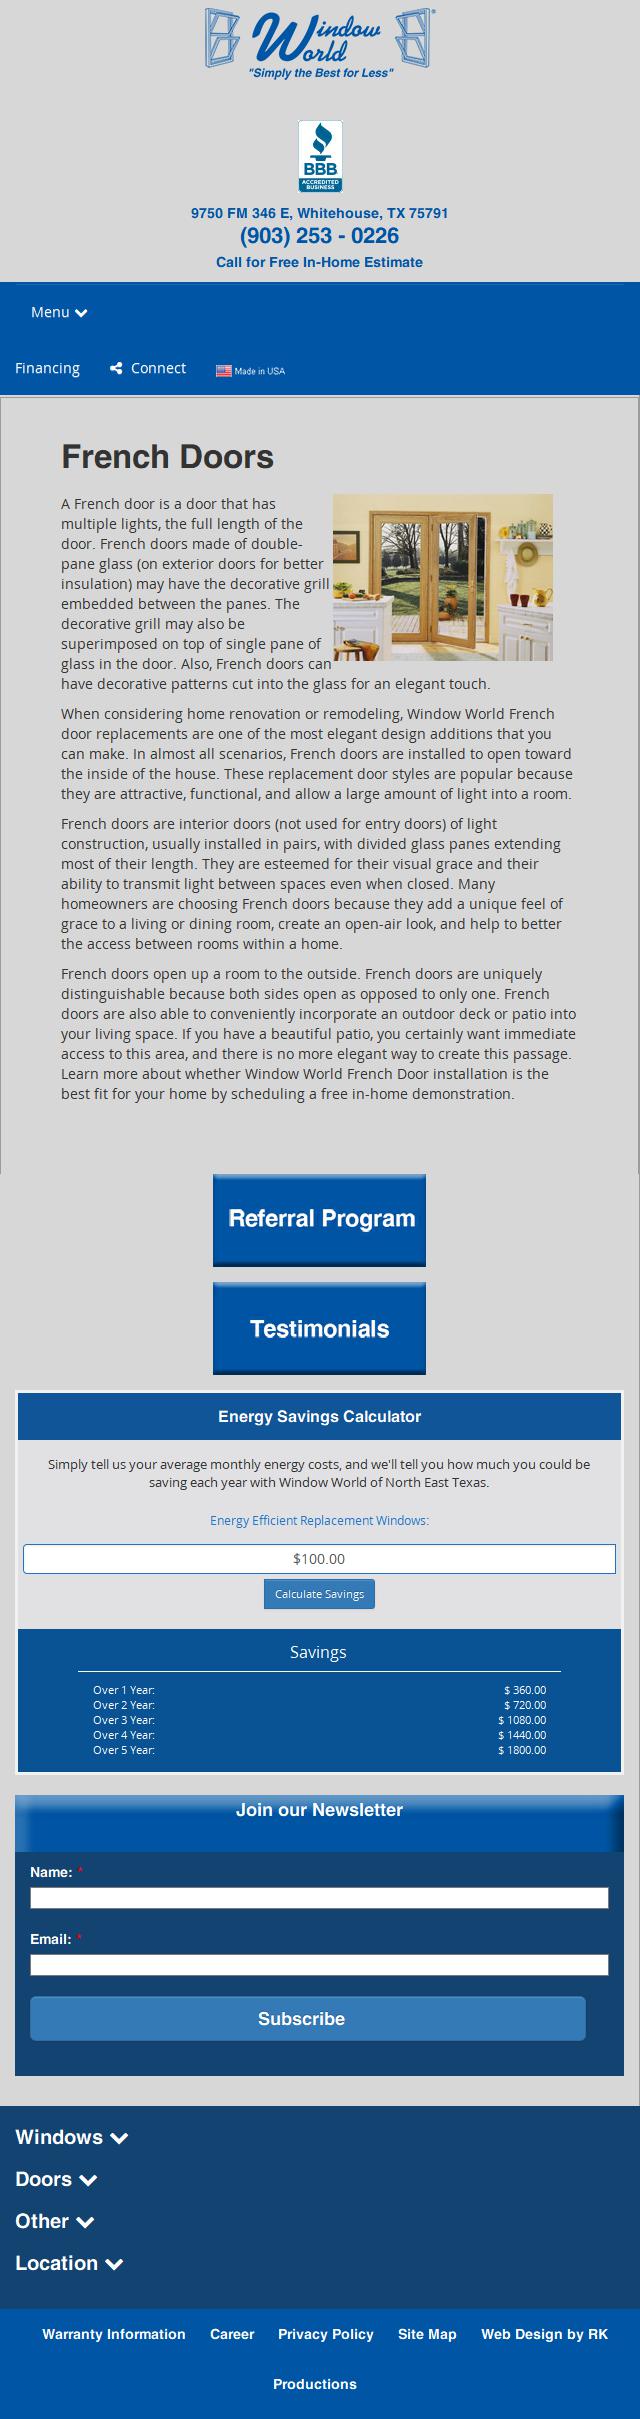 Window World
"Simply the Best for Less"
BBB
ACCREDITED
BUSINESS
9750 FM 346 E, Whitehouse, TX 75791
(903) 253 - 0226
Call for Free In-Home Estimate
Menu
Financing Connect Made in USA
French Doors
A French door is a door that has
multiple lights, the full length of the
door. French doors made of double-
pane glass (on exterior doors for better
insulation) may have the decorative grill
embedded between the panes. The
decorative grill may also be
superimposed on top of single pane of
glass in the door. Also, French doors can
have decorative patterns cut into the glass for an elegant touch.
When considering home renovation or remodeling, Window World French
door replacements are one of the most elegant design additions that you
can make. In almost all scenarios, French doors are installed to open toward
the inside of the house. These replacement door styles are popular because
they are attractive, functional, and allow a large amount of light into a room.
French doors are interior doors (not used for entry doors) of light
construction, usually installed in pairs, with divided glass panes extending
most of their length. They are esteemed for their visual grace and their
ability to transmit light between spaces even when closed. Many
homeowners are choosing French doors because they add a unique feel of
grace to a living or dining room, create an open-air look, and help to better
the access between rooms within a home.
French doors open up a room to the outside. French doors are uniquely
distinguishable because both sides open as opposed to only one. French
doors are also able to conveniently incorporate an outdoor deck or patio into
your living space. If you have a beautiful patio, you certainly want immediate
access to this area, and there is no more elegant way to create this passage.
Learn more about whether Window World French Door installation is the
best fit for your home by scheduling a free in-home demonstration.
Referral Program
Testimonials
Energy Savings Calculator
Simply tell us your average monthly energy costs, and we'll tell you how much you could be
saving each year with Window World of North East Texas.
Energy Efficient Replacement Windows:
$100.00
Calculate Savings
Savings
Over 1 Year: $ 360.00
Over 2 Year: $ 720.00
Over 3 Year: $ 1080.00
Over 4 Year: $ 1440.00
Over 5 Year: $ 1800.00
Join our Newsletter
Name: *
Email: *
Subscribe
Windows
Doors
Other
Location
Warranty Information Career Privacy Policy Site Map Web Design by RK
Productions